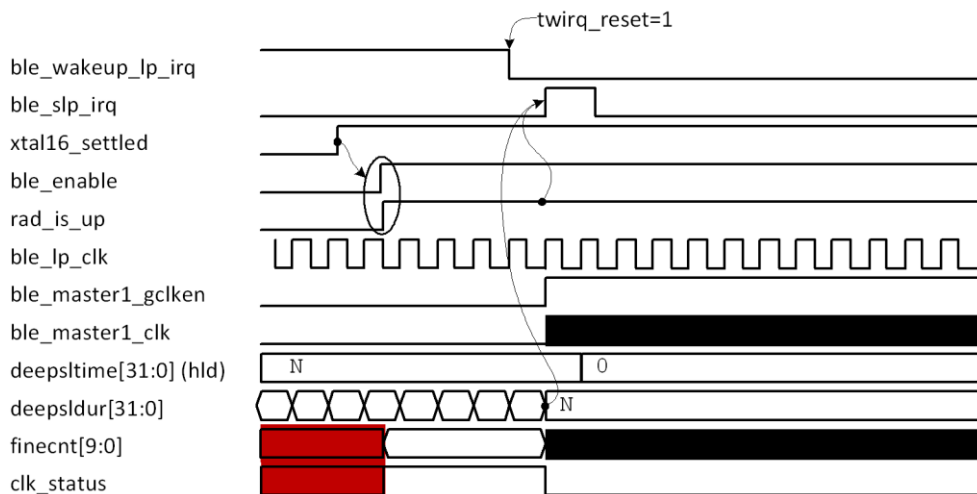 twirq_reset=1
ble_wakeup_lp_irq
ble_slp_irq
xtal16_settled
ble_enable
rad_is_up
ble_lp_clk
ble_master1_gclken
ble_master1_clk
deepsltime[31:0] (hld) N 0
deepsldur[31:0] N
finecnt[9:0]
clk_status